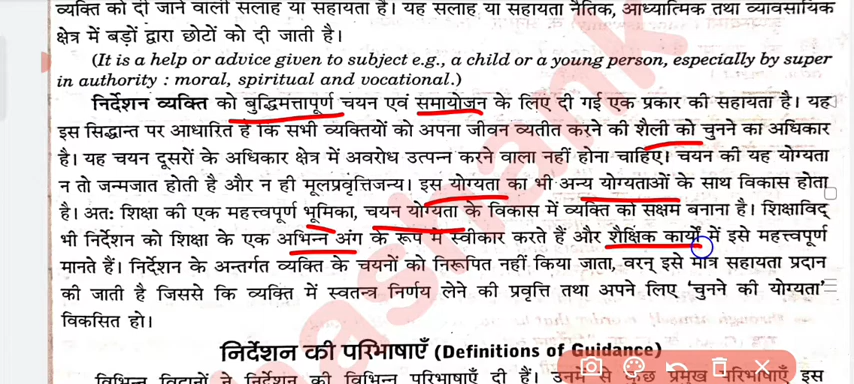 व्यक्ति को दी जाने वाली सलाह या सहायता है। यह सलाह या सहायता नैतिक, आध्यात्मिक तथा व्यावसायिक
क्षेत्र में बड़ों द्वारा छोटों को दी जाती है।
(It is a help or advice given to subject e.g., a child or a young person, especially by super
in authority : moral, spiritual and vocational.)
निर्देशन व्यक्ति को बुद्धिमत्तापूर्ण चयन एवं समायोजन के लिए दी गई एक प्रकार की सहायता है। यह
इस सिद्धान्त पर आधारित है कि सभी व्यक्तियों को अपना जीवन व्यतीत करने की शैली को चुनने का अधिकार
है। यह चयन दूसरों के अधिकार क्षेत्र में अवरोध उत्पन्न करने वाला नहीं होना चाहिए। चयन की यह योग्यता
न तो जन्मजात होती है और न ही मूलप्रवृत्तिजन्य। इस योग्यता का भी अन्य योग्यताओं के साथ विकास होता
है। अतः शिक्षा की एक महत्त्वपूर्ण भूमिका, चयन योग्यता के विकास में व्यक्ति को सक्षम बनाना है। शिक्षाविद्
भी निर्देशन को शिक्षा के एक अभिन्न अंग के रूप में स्वीकार करते हैं और शैक्षिक कार्यों में इसे महत्त्वपूर्ण
मानते हैं। निर्देशन के अन्तर्गत व्यक्ति के चयनों को निरूपित नहीं किया जाता, वरन् इसे मात्र सहायता प्रदान
की जाती है जिससे कि व्यक्ति में स्वतन्त्र निर्णय लेने की प्रवृत्ति तथा अपने लिए ‘चुनने की योग्यता’
विकसित हो।
निर्देशन की परिभाषाएँ (Definitions of Guidance)
विभिन्न विद्वानों ने निर्देशन की विभिन्न परिभाषाएँ दी हैं। उनमें से कुछ प्रमुख परिभाषाएँ इस